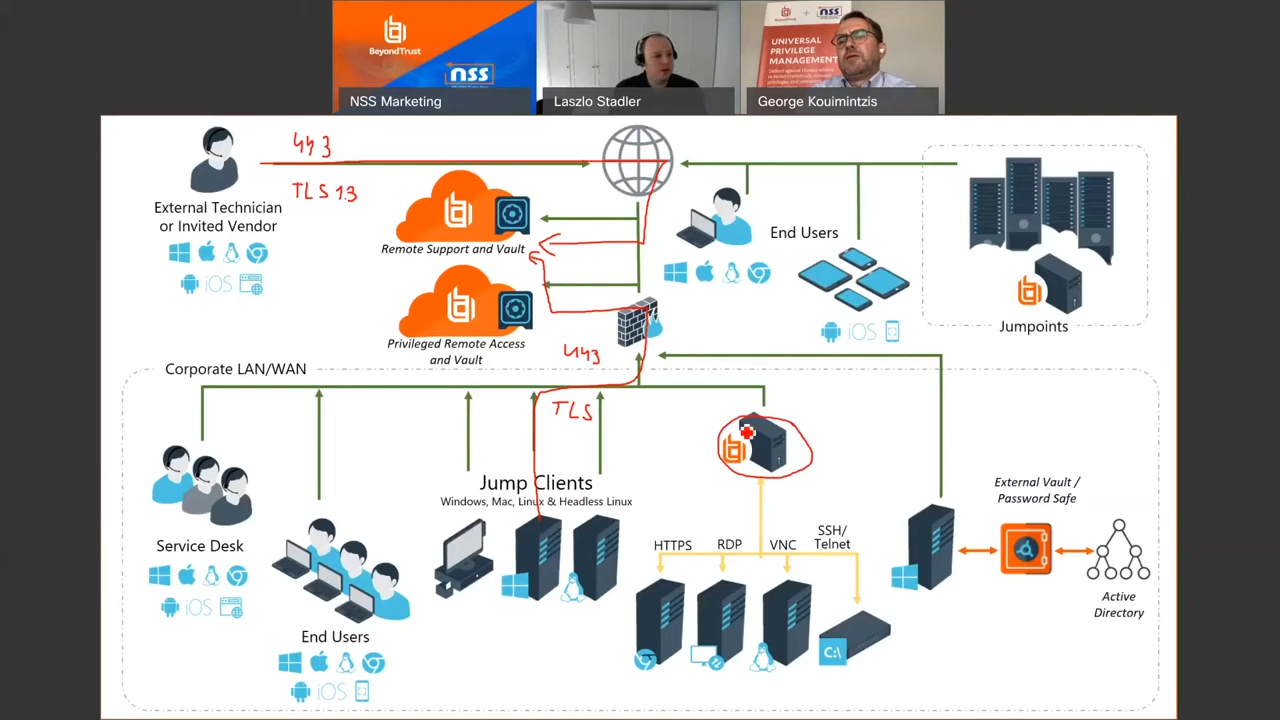 BeyondTrust
nss
NSS Marketing
Laszlo Stadler
BeyondTrust
+
nss
UNIVERSAL
PRIVILEGE
MANAGEMENT
George Kouimintzis
443
TLS 1.3
External Technician
or Invited Vendor
iOS
Remote Support and Vault
Privileged Remote Access
and Vault
End Users
iOS
Jumpoints
443
TLS
Corporate LAN/WAN
Service Desk
iOS
End Users
iOS
Jump Clients
Windows, Mac, Linux & Headless Linux
HTTPS
RDP
VNC
SSH/
Telnet
C:\
External Vault /
Password Safe
Active
Directory